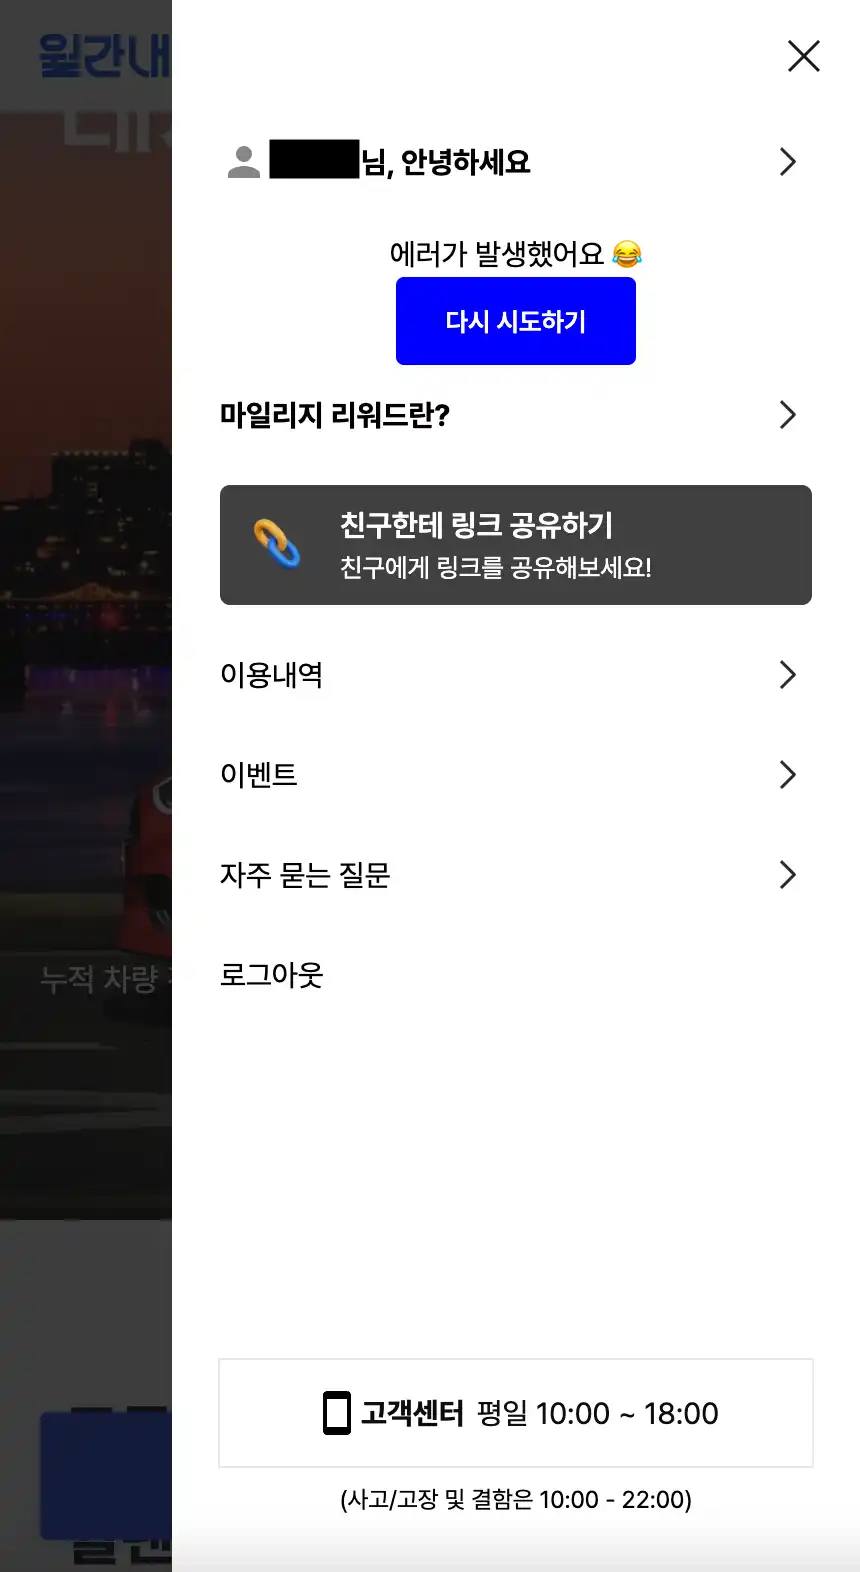 월간내
님, 안녕하세요
에러가 발생했어요 😂
다시 시도하기
마일리지 리워드란?
친구한테 링크 공유하기
친구에게 링크를 공유해보세요!
이용내역
이벤트
자주 묻는 질문
누적 차량
로그아웃
고객센터 평일 10:00 ~ 18:00
(사고/고장 및 결함은 10:00 - 22:00)